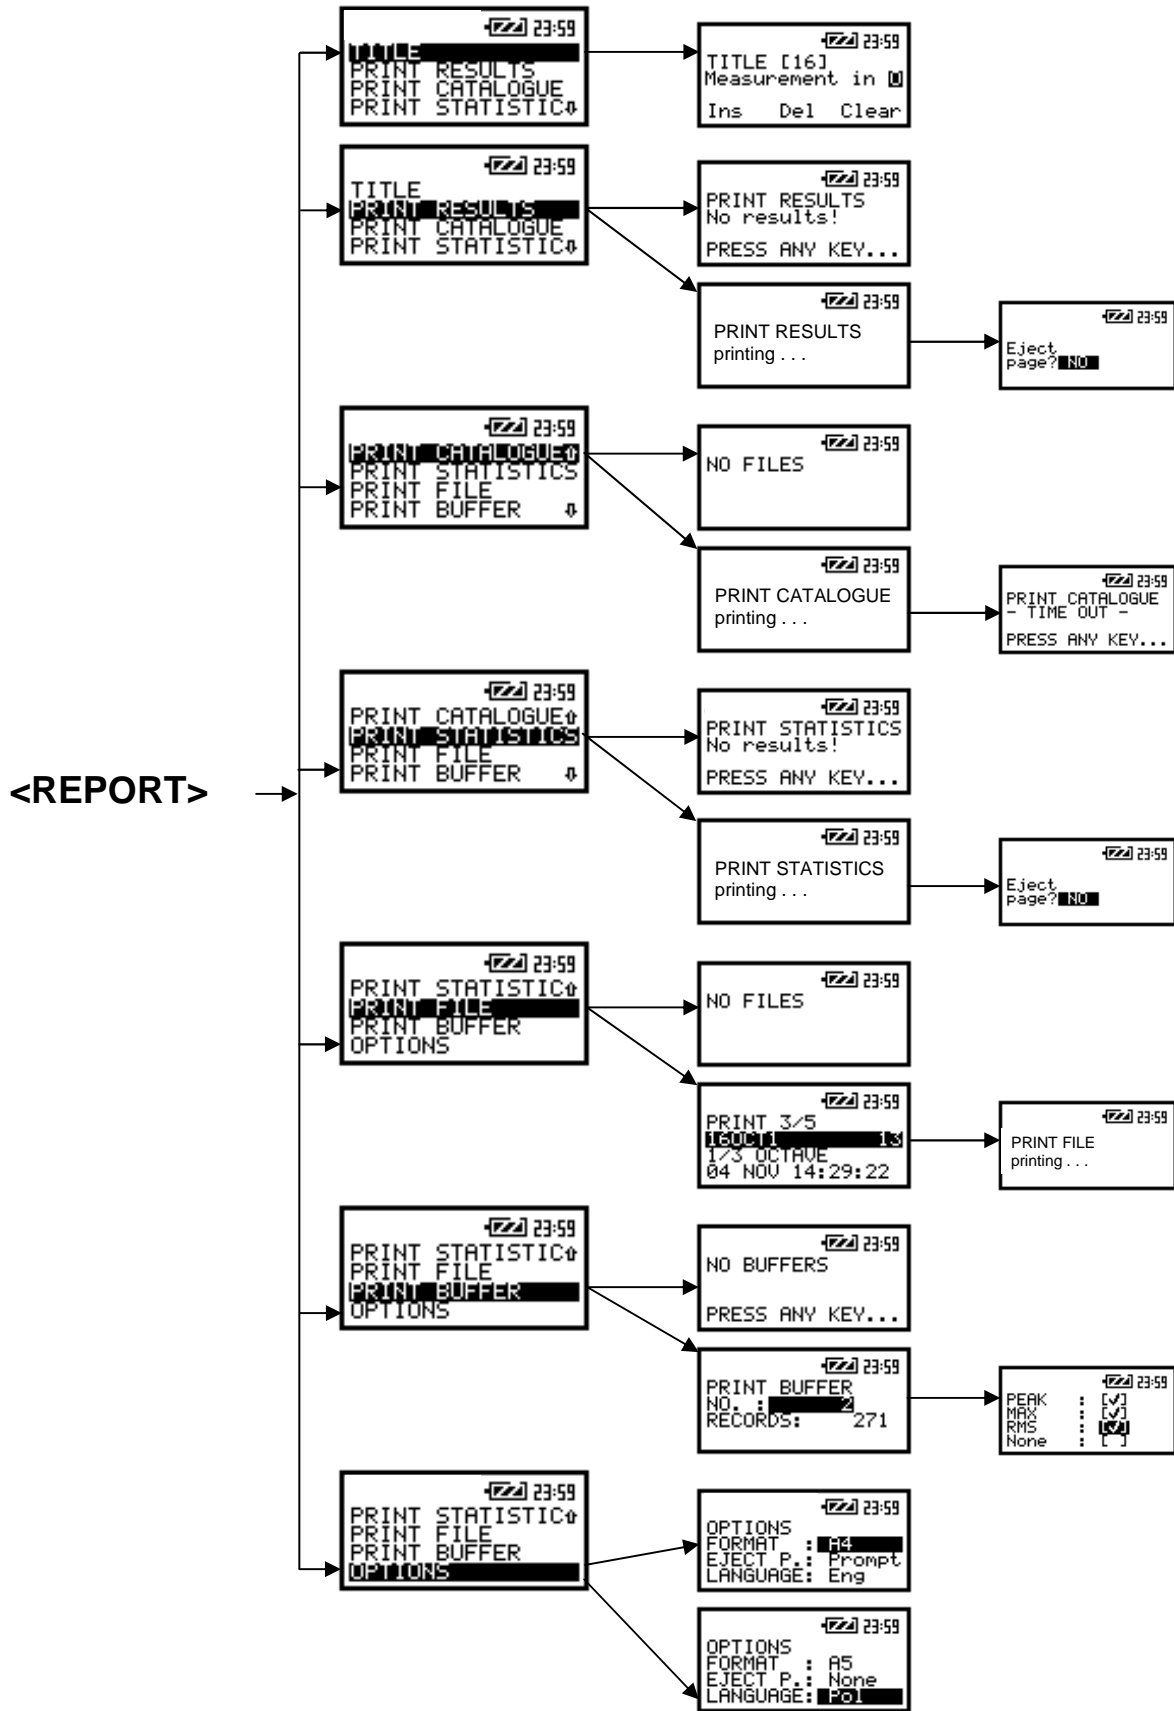 23:59
TITLE
PRINT RESULTS
PRINT CATALOGUE
PRINT STATISTIC
23:59
TITLE [16]
Measurement in
Ins Del Clear
23:59
TITLE
PRINT RESULTS
PRINT CATALOGUE
PRINT STATISTIC
23:59
PRINT RESULTS
No results!
PRESS ANY KEY...
23:59
PRINT RESULTS
printing . . .
23:59
Eject
page? NO
23:59
PRINT CATALOGUE
PRINT STATISTICS
PRINT FILE
PRINT BUFFER
23:59
NO FILES
23:59
PRINT CATALOGUE
printing . . .
23:59
PRINT CATALOGUE
- TIME OUT -
PRESS ANY KEY...
<REPORT>
23:59
PRINT CATALOGUE
PRINT STATISTICS
PRINT FILE
PRINT BUFFER
23:59
PRINT STATISTICS
No results!
PRESS ANY KEY...
23:59
PRINT STATISTICS
printing . . .
23:59
Eject
page? NO
23:59
PRINT STATISTIC
PRINT FILE
PRINT BUFFER
OPTIONS
23:59
NO FILES
23:59
PRINT 3/5
16OCT1 13
1/3 OCTAVE
04 NOV 14:29:22
23:59
PRINT FILE
printing . . .
23:59
PRINT STATISTIC
PRINT FILE
PRINT BUFFER
OPTIONS
23:59
NO BUFFERS
PRESS ANY KEY...
23:59
PRINT BUFFER
NO. : 2
RECORDS: 271
23:59
PEAK : [√]
MAX : [√]
RMS : [√]
None : [ ]
23:59
PRINT STATISTIC
PRINT FILE
PRINT BUFFER
OPTIONS
23:59
OPTIONS
FORMAT : A4
EJECT P.: Prompt
LANGUAGE: Eng
23:59
OPTIONS
FORMAT : A5
EJECT P.: None
LANGUAGE: Pol